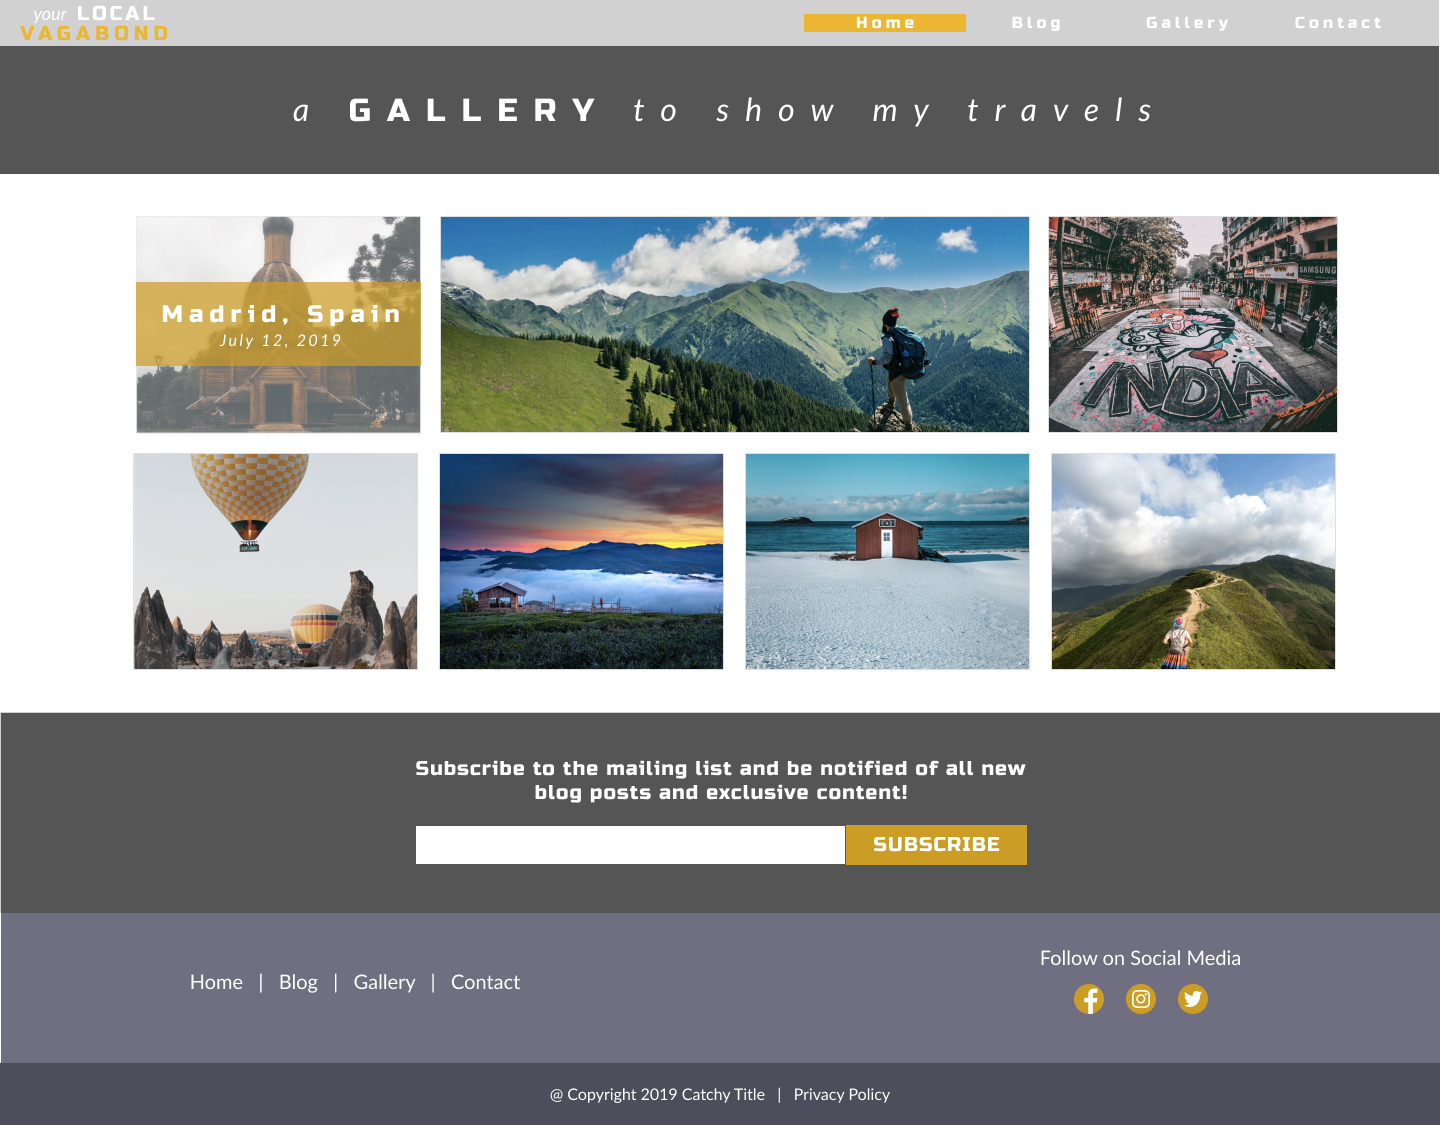 your LOCAL
VAGABOND
Home Blog Gallery Contact
a GALLERY to show my travels
Madrid, Spain
July 12, 2019
SAMSUNG
INDIA
Subscribe to the mailing list and be notified of all new
blog posts and exclusive content!
SUBSCRIBE
Home | Blog | Gallery | Contact
Follow on Social Media
@ Copyright 2019 Catchy Title | Privacy Policy